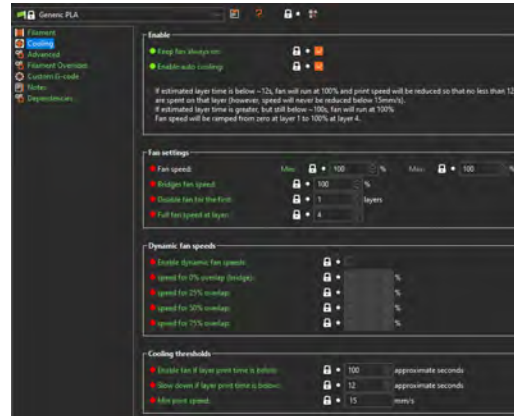 Generic PLA
Filament
Cooling
Advanced
Filament Overrides
Custom G-code
Notes
Dependencies
Enable
Keep fan always on:
Enable auto cooling:
If estimated layer time is below ~12s, fan will run at 100% and print speed will be reduced so that no less than 12
are spent on that layer (however, speed will never be reduced below 15mm/s).
If estimated layer time is greater, but still below ~100s, fan will run at 100%
Fan speed will be ramped from zero at layer 1 to 100% at layer 4.
Fan settings
Fan speed: Min: 100 % Max: 100 %
Bridges fan speed: 100 %
Disable fan for the first: 1 layers
Full fan speed at layer: 4
Dynamic fan speeds
Enable dynamic fan speeds:
speed for 0% overlap (bridge): %
speed for 25% overlap: %
speed for 50% overlap: %
speed for 75% overlap: %
Cooling thresholds
Enable fan if layer print time is below: 100 approximate seconds
Slow down if layer print time is below: 12 approximate seconds
Min print speed: 15 mm/s